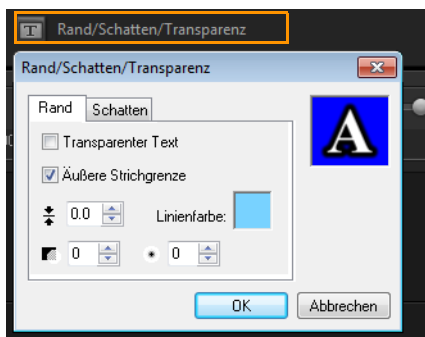 Rand/Schatten/Transparenz
Rand/Schatten/Transparenz
Rand Schatten
A
Transparenter Text
Äußere Strichgrenze
0.0 Linienfarbe:
0 0
OK Abbrechen